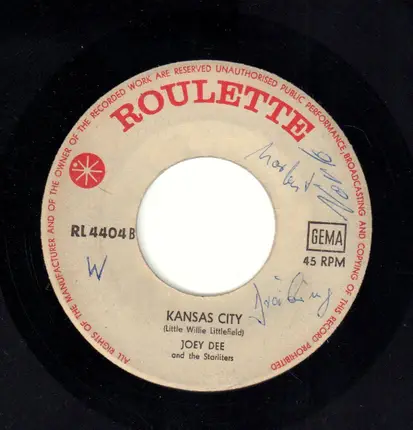 ALL RIGHTS OF THE MANUFACTURER AND OF THE OWNER OF THE RECORDED WORK ARE RESERVED UNAUTHORISED PUBLIC PERFORMANCE, BROADCASTING AND COPYING OF THIS RECORD PROHIBITED
ROULETTE
RL 4404 B
GEMA
45 RPM
W
KANSAS CITY
(Little Willie Littlefield)
JOEY DEE
and the Starliters